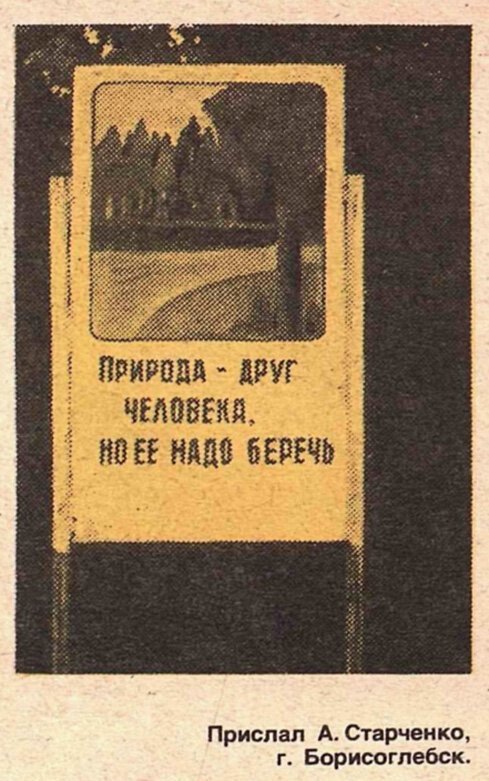 ПРИРОДА - ДРУГ
ЧЕЛОВЕКА,
НО ЕЕ НАДО БЕРЕЧЬ
Прислал А. Старченко,
г. Борисоглебск.